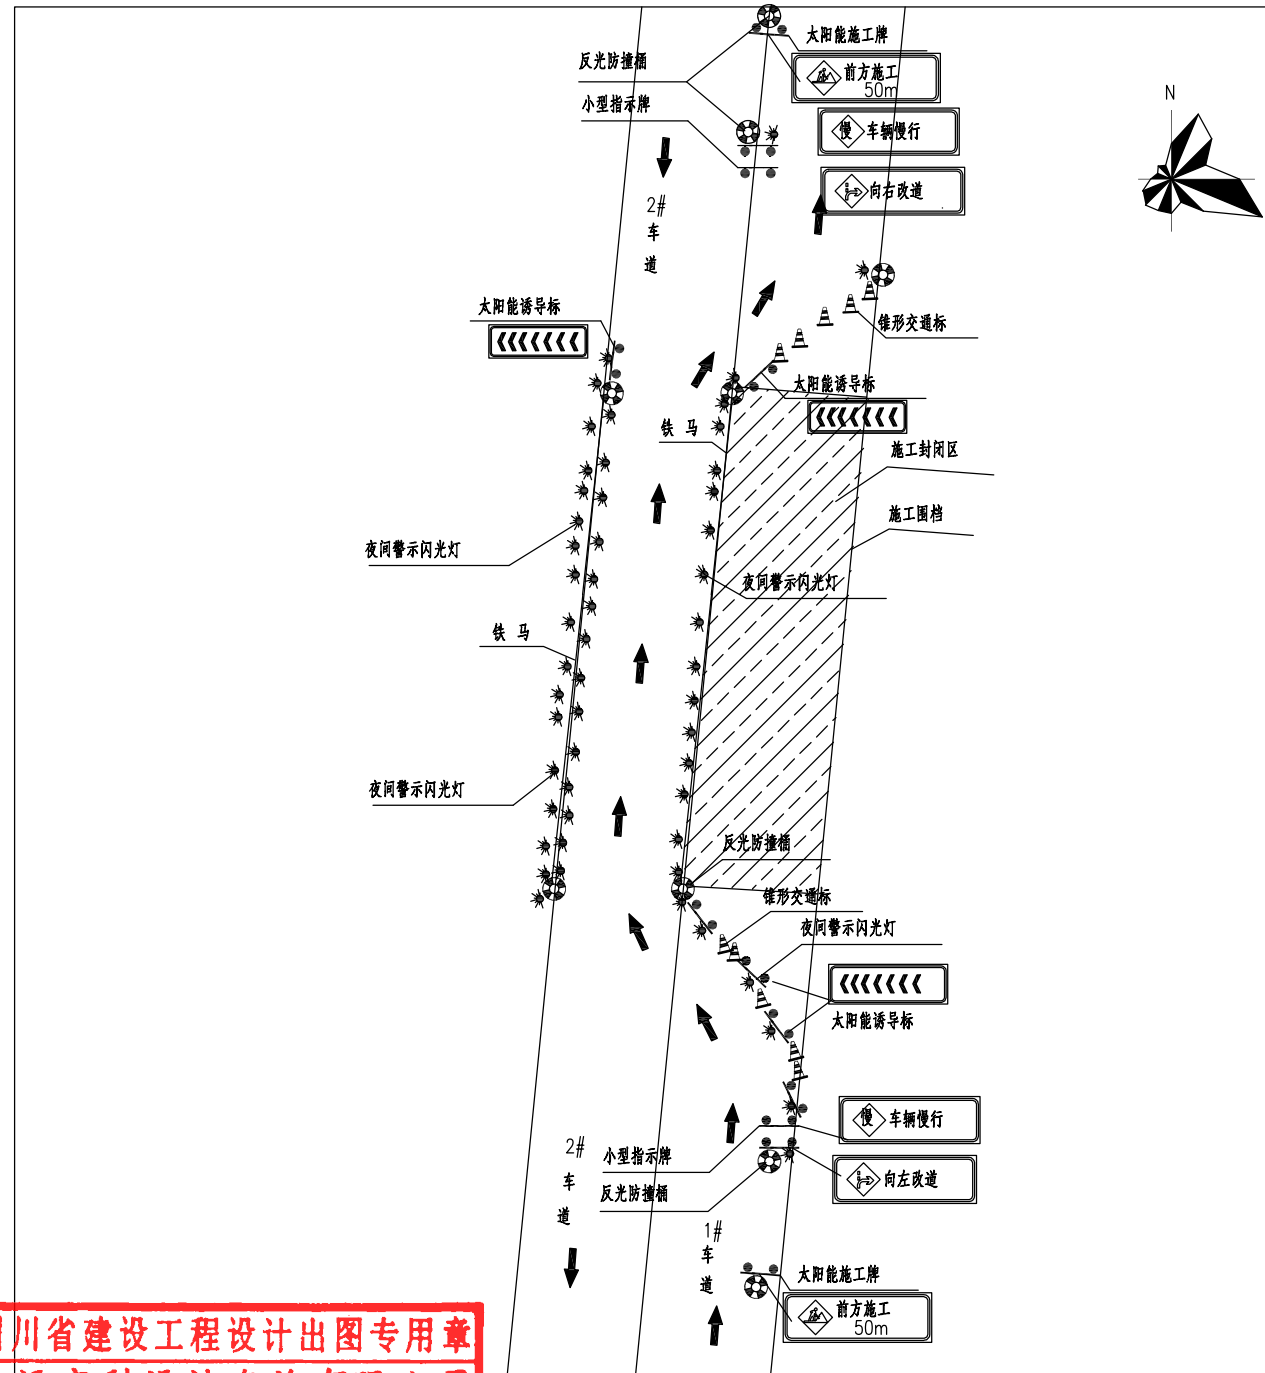 太阳能施工牌
反光防撞桶
前方施工
50m
小型指示牌
N
慢 车辆慢行
向右改道
2#
车
道
太阳能诱导标
锥形交通标
太阳能诱导标
铁 马
施工封闭区
施工围档
夜间警示闪光灯
夜间警示闪光灯
铁 马
夜间警示闪光灯
反光防撞桶
锥形交通标
夜间警示闪光灯
太阳能诱导标
慢 车辆慢行
2#
车
道
小型指示牌
向左改道
反光防撞桶
1#
车
道
太阳能施工牌
前方施工
50m
川省建设工程设计出图专用章